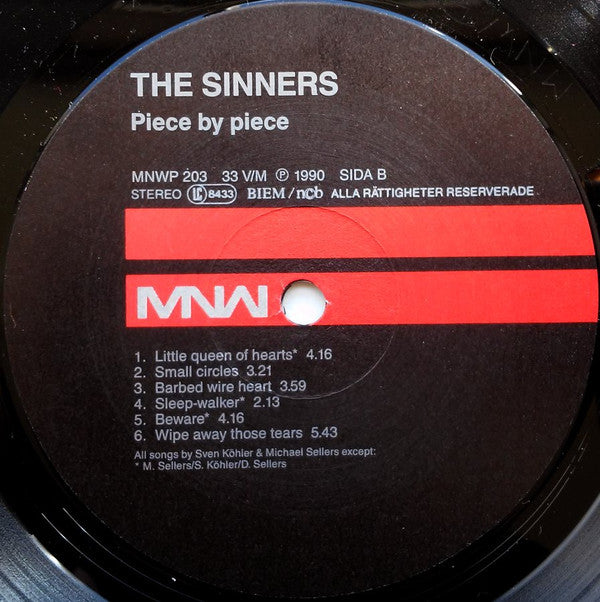 THE SINNERS
Piece by piece
MNWP 203 33 V/M ℗ 1990 SIDA B
STEREO LC 8433 BIEM/ncb ALLA RÄTTIGHETER RESERVERADE
MNW
1. Little queen of hearts* 4.16
2. Small circles 3.21
3. Barbed wire heart 3.59
4. Sleep-walker* 2.13
5. Beware* 4.16
6. Wipe away those tears 5.43
All songs by Sven Köhler & Michael Sellers except:
* M. Sellers/S. Köhler/D. Sellers